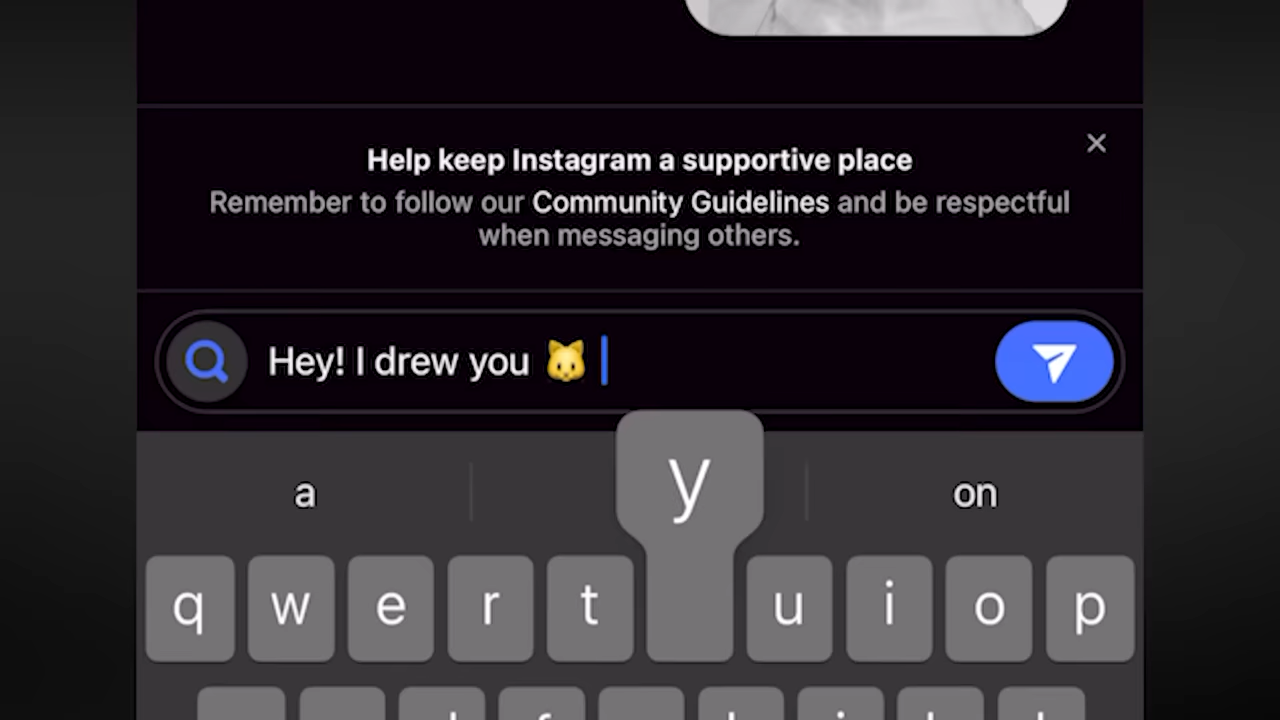 Help keep Instagram a supportive place
Remember to follow our Community Guidelines and be respectful
when messaging others.
Hey! I drew you 🐱
a
on
y
q w e r t u i o p